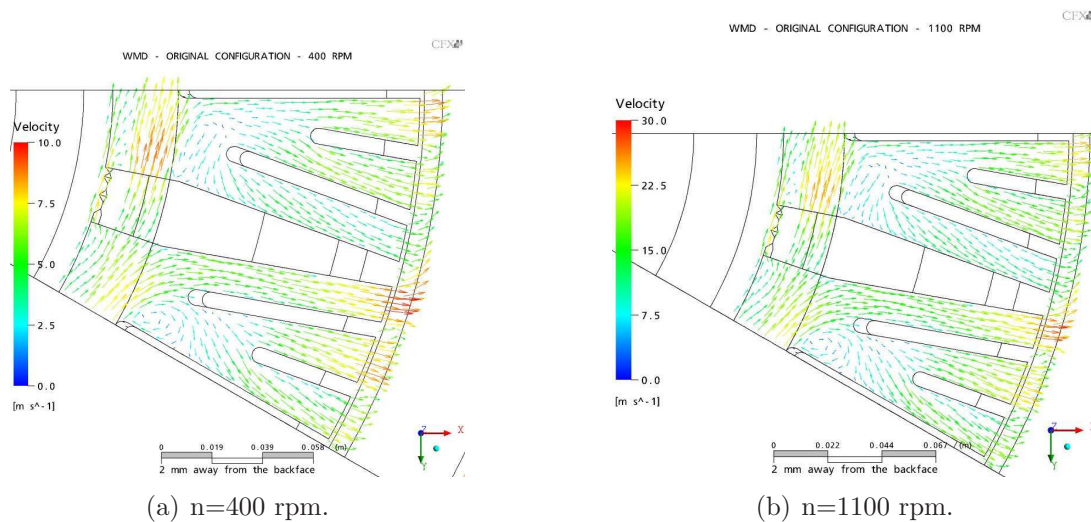 CFX
WMD - ORIGINAL CONFIGURATION - 400 RPM
Velocity
10.0
7.5
5.0
2.5
0.0
[m s^-1]
0 0.019 0.039 0.058 (m)
2 mm away from the backface
Z X
Y
(a) n=400 rpm.
CFX
WMD - ORIGINAL CONFIGURATION - 1100 RPM
Velocity
30.0
22.5
15.0
7.5
0.0
[m s^-1]
0 0.022 0.044 0.067 (m)
2 mm away from the backface
Z
Y
(b) n=1100 rpm.